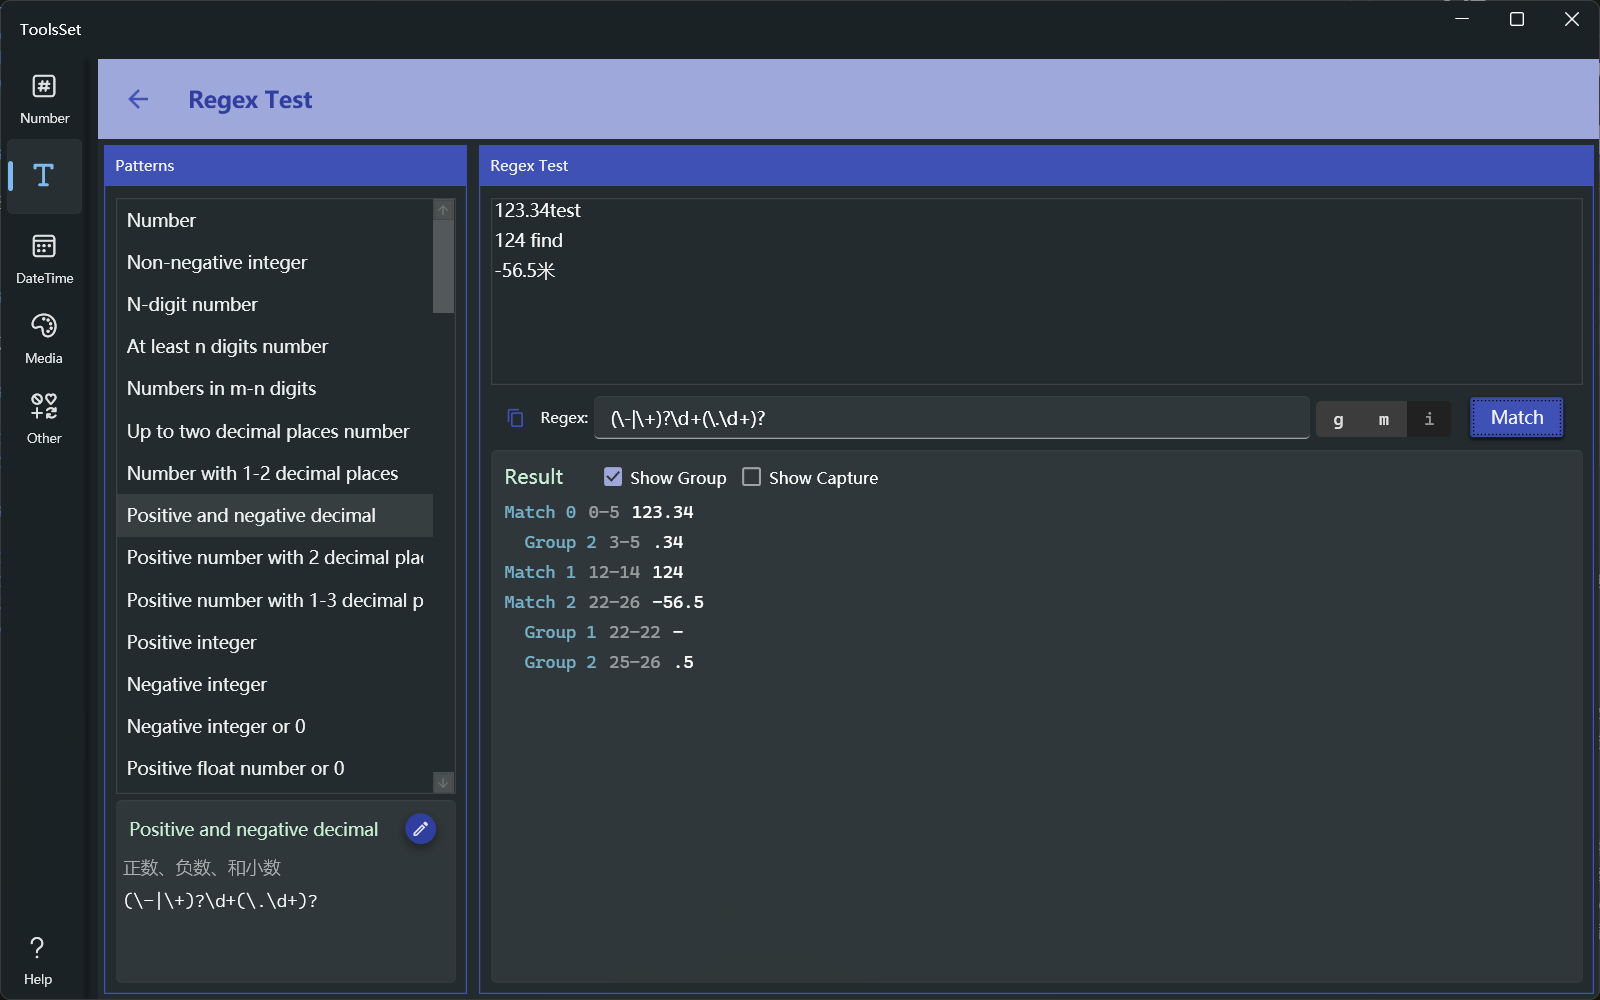 ToolsSet
Number
DateTime
Media
Other
Help
Regex Test
Patterns
Number
Non-negative integer
N-digit number
At least n digits number
Numbers in m-n digits
Up to two decimal places number
Number with 1-2 decimal places
Positive and negative decimal
Positive number with 2 decimal plac
Positive number with 1-3 decimal p
Positive integer
Negative integer
Negative integer or 0
Positive float number or 0
Positive and negative decimal
正数、负数、和小数
(\-|\+)?\d+(\.\d+)?
Regex Test
123.34test
124 find
-56.5米
Regex: (\-|\+)?\d+(\.\d+)? g m i Match
Result Show Group Show Capture
Match 0 0-5 123.34
Group 2 3-5 .34
Match 1 12-14 124
Match 2 22-26 -56.5
Group 1 22-22 -
Group 2 25-26 .5